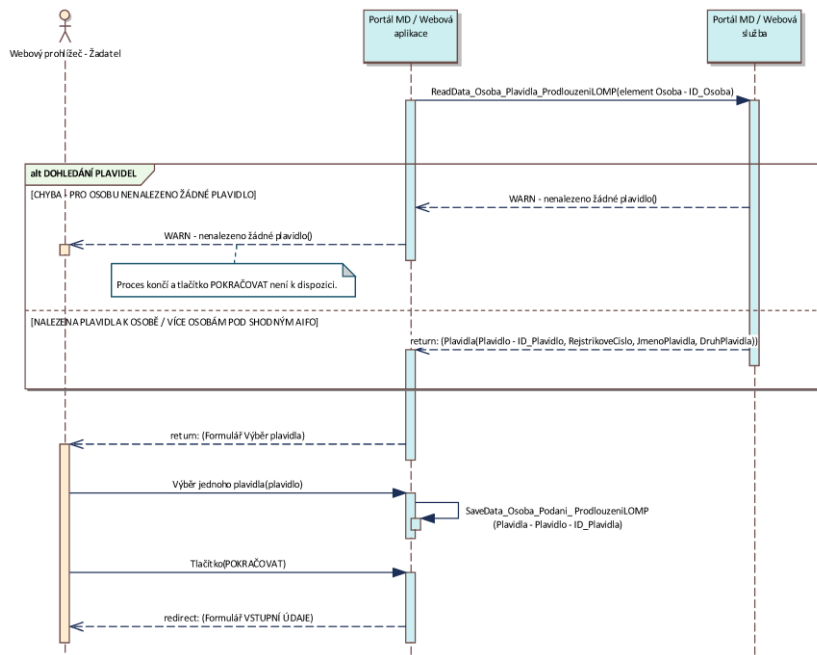 Webový prohlížeč - Žadatel
Portál MD / Webová
aplikace
Portál MD / Webová
služba
ReadData_Osoba_Plavidla_ProdlouzeniLOMP(element Osoba - ID_Osoba)
alt DOHLEDÁNÍ PLAVIDEL
[CHYBA - PRO OSOBU NENALEZENO ŽÁDNÉ PLAVIDLO]
WARN - nenalezeno žádné plavidlo()
WARN - nenalezeno žádné plavidlo()
Proces končí a tlačítko POKRAČOVAT není k dispozici.
[NALEZENA PLAVIDLA K OSOBĚ / VÍCE OSOBÁM POD SHODNÝM AIFO]
return: (Plavidla(Plavidlo - ID_Plavidlo, RejstrikoveCislo, JmenoPlavidla, DruhPlavidla))
return: (Formulář Výběr plavidla)
Výběr jednoho plavidla(plavidlo)
SaveData_Osoba_Podani_ ProdlouzeniLOMP
(Plavidla - Plavidlo - ID_Plavidla)
Tlačítko(POKRAČOVAT)
redirect: (Formulář VSTUPNÍ ÚDAJE)